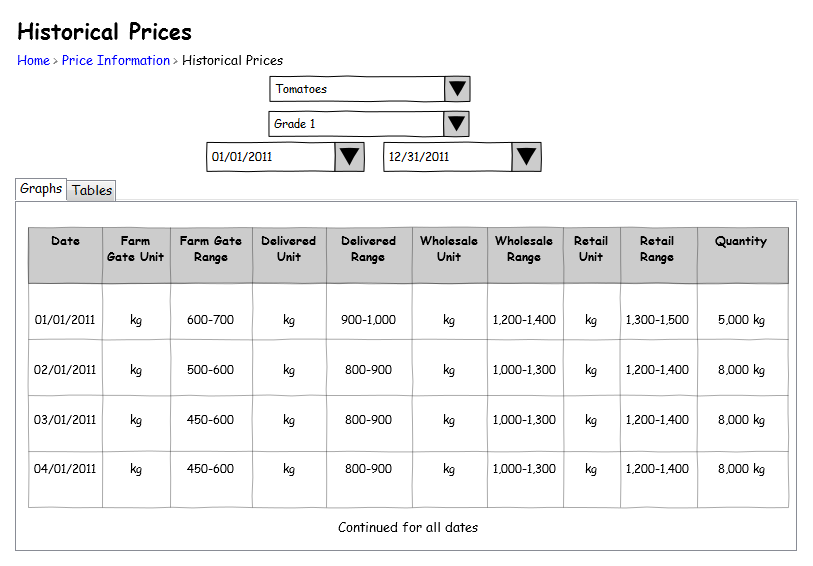 Historical Prices
Home > Price Information > Historical Prices
Tomatoes
Grade 1
01/01/2011 12/31/2011
Graphs Tables
Date Farm Farm Gate Delivered Delivered Wholesale Wholesale Retail Retail Quantity
Gate Unit Range Unit Range Unit Range Unit Range
01/01/2011 kg 600-700 kg 900-1,000 kg 1,200-1,400 kg 1,300-1,500 5,000 kg
02/01/2011 kg 500-600 kg 800-900 kg 1,000-1,300 kg 1,200-1,400 8,000 kg
03/01/2011 kg 450-600 kg 800-900 kg 1,000-1,300 kg 1,200-1,400 8,000 kg
04/01/2011 kg 450-600 kg 800-900 kg 1,000-1,300 kg 1,200-1,400 8,000 kg
Continued for all dates